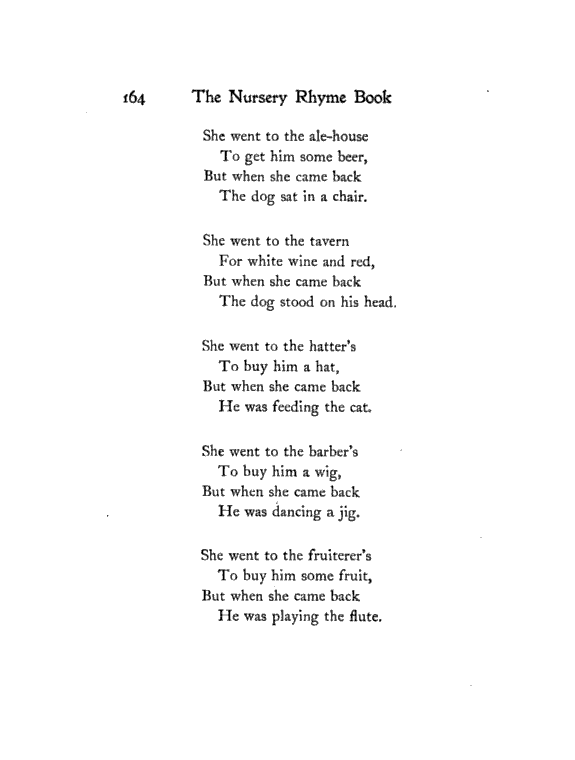 164 The Nursery Rhyme Book
She went to the ale-house
To get him some beer,
But when she came back
The dog sat in a chair.
She went to the tavern
For white wine and red,
But when she came back
The dog stood on his head.
She went to the hatter's
To buy him a hat,
But when she came back
He was feeding the cat.
She went to the barber's
To buy him a wig,
But when she came back
He was dancing a jig.
She went to the fruiterer's
To buy him some fruit,
But when she came back
He was playing the flute.